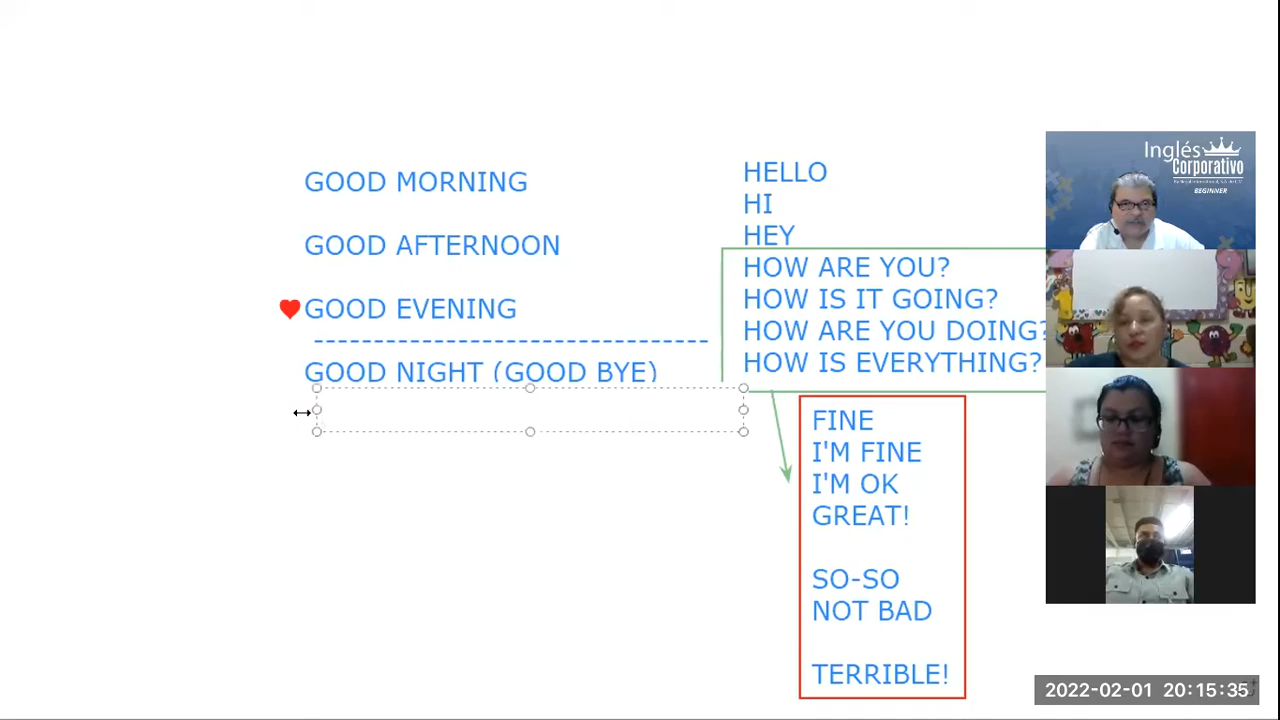 GOOD MORNING
GOOD AFTERNOON
GOOD EVENING
-------------------------------
GOOD NIGHT (GOOD BYE)
HELLO
HI
HEY
HOW ARE YOU?
HOW IS IT GOING?
HOW ARE YOU DOING?
HOW IS EVERYTHING?
FINE
I'M FINE
I'M OK
GREAT!
SO-SO
NOT BAD
TERRIBLE!
Inglés
Corporativo
BEGINNER
2022-02-01 20:15:35